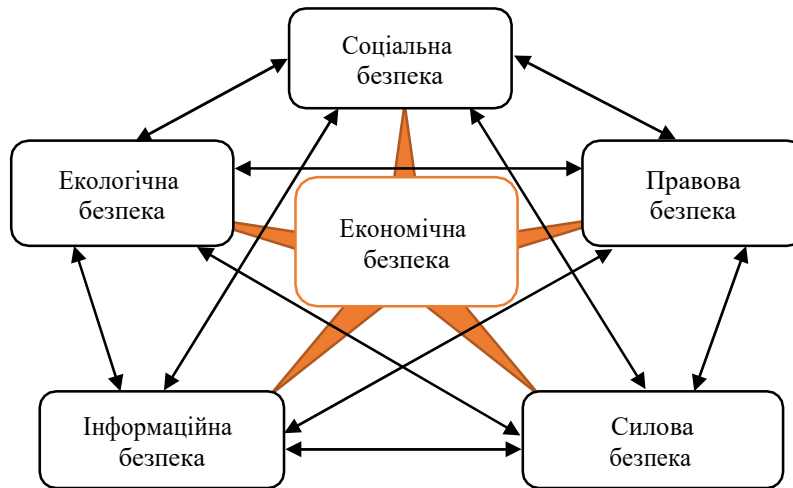 Соціальна
безпека
Екологічна
безпека
Правова
безпека
Економічна
безпека
Інформаційна
безпека
Силова
безпека